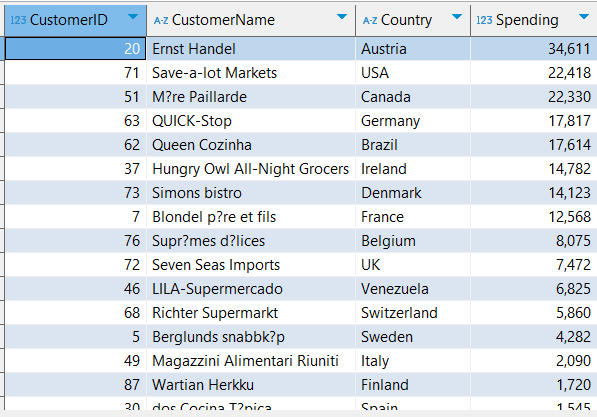 123 CustomerID A-Z CustomerName A-Z Country 123 Spending
20 Ernst Handel Austria 34,611
71 Save-a-lot Markets USA 22,418
51 M?re Paillarde Canada 22,330
63 QUICK-Stop Germany 17,817
62 Queen Cozinha Brazil 17,614
37 Hungry Owl All-Night Grocers Ireland 14,782
73 Simons bistro Denmark 14,123
7 Blondel p?re et fils France 12,568
76 Supr?mes d?lices Belgium 8,075
72 Seven Seas Imports UK 7,472
46 LILA-Supermercado Venezuela 6,825
68 Richter Supermarkt Switzerland 5,860
5 Berglunds snabbk?p Sweden 4,282
49 Magazzini Alimentari Riuniti Italy 2,090
87 Wartian Herkku Finland 1,720
30 dos Cocina T?pica Spain 1,545